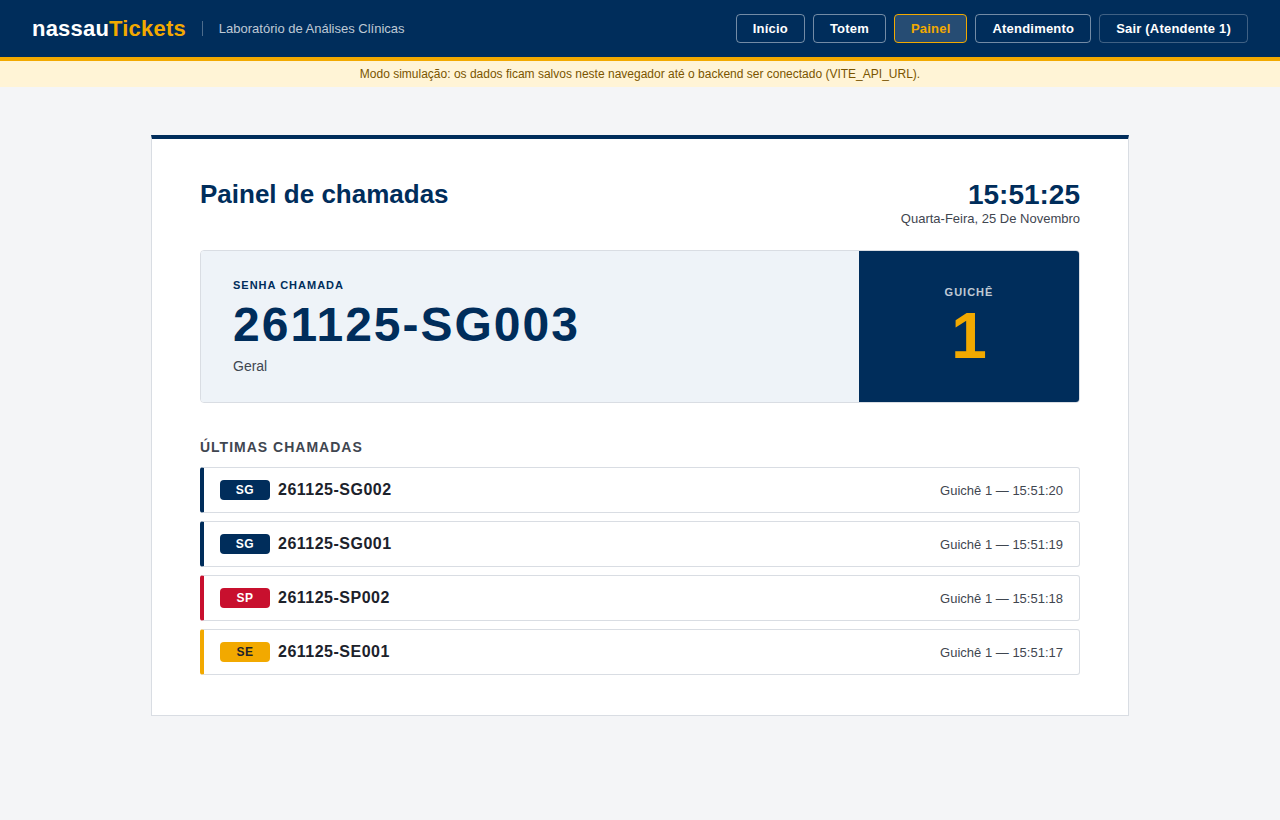 nassauTickets
Laboratório de Análises Clínicas
Início
Totem
Painel
Atendimento
Sair (Atendente 1)
Modo simulação: os dados ficam salvos neste navegador até o backend ser conectado (VITE_API_URL).
Painel de chamadas
15:51:25
Quarta-Feira, 25 De Novembro
SENHA CHAMADA
261125-SG003
Geral
GUICHÊ
1
ÚLTIMAS CHAMADAS
SG 261125-SG002 Guichê 1 — 15:51:20
SG 261125-SG001 Guichê 1 — 15:51:19
SP 261125-SP002 Guichê 1 — 15:51:18
SE 261125-SE001 Guichê 1 — 15:51:17